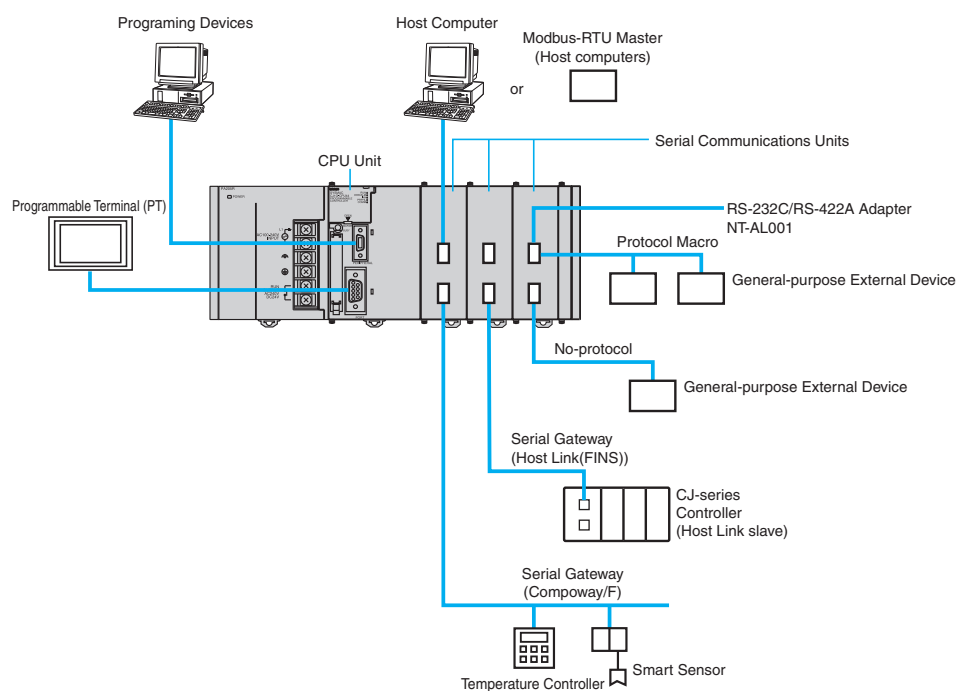 Programing Devices
Host Computer
Modbus-RTU Master
(Host computers)
or
Serial Communications Units
CPU Unit
Programmable Terminal (PT)
RS-232C/RS-422A Adapter
NT-AL001
Protocol Macro
General-purpose External Device
No-protocol
General-purpose External Device
Serial Gateway
(Host Link(FINS))
CJ-series
Controller
(Host Link slave)
Serial Gateway
(Compoway/F)
Smart Sensor
Temperature Controller